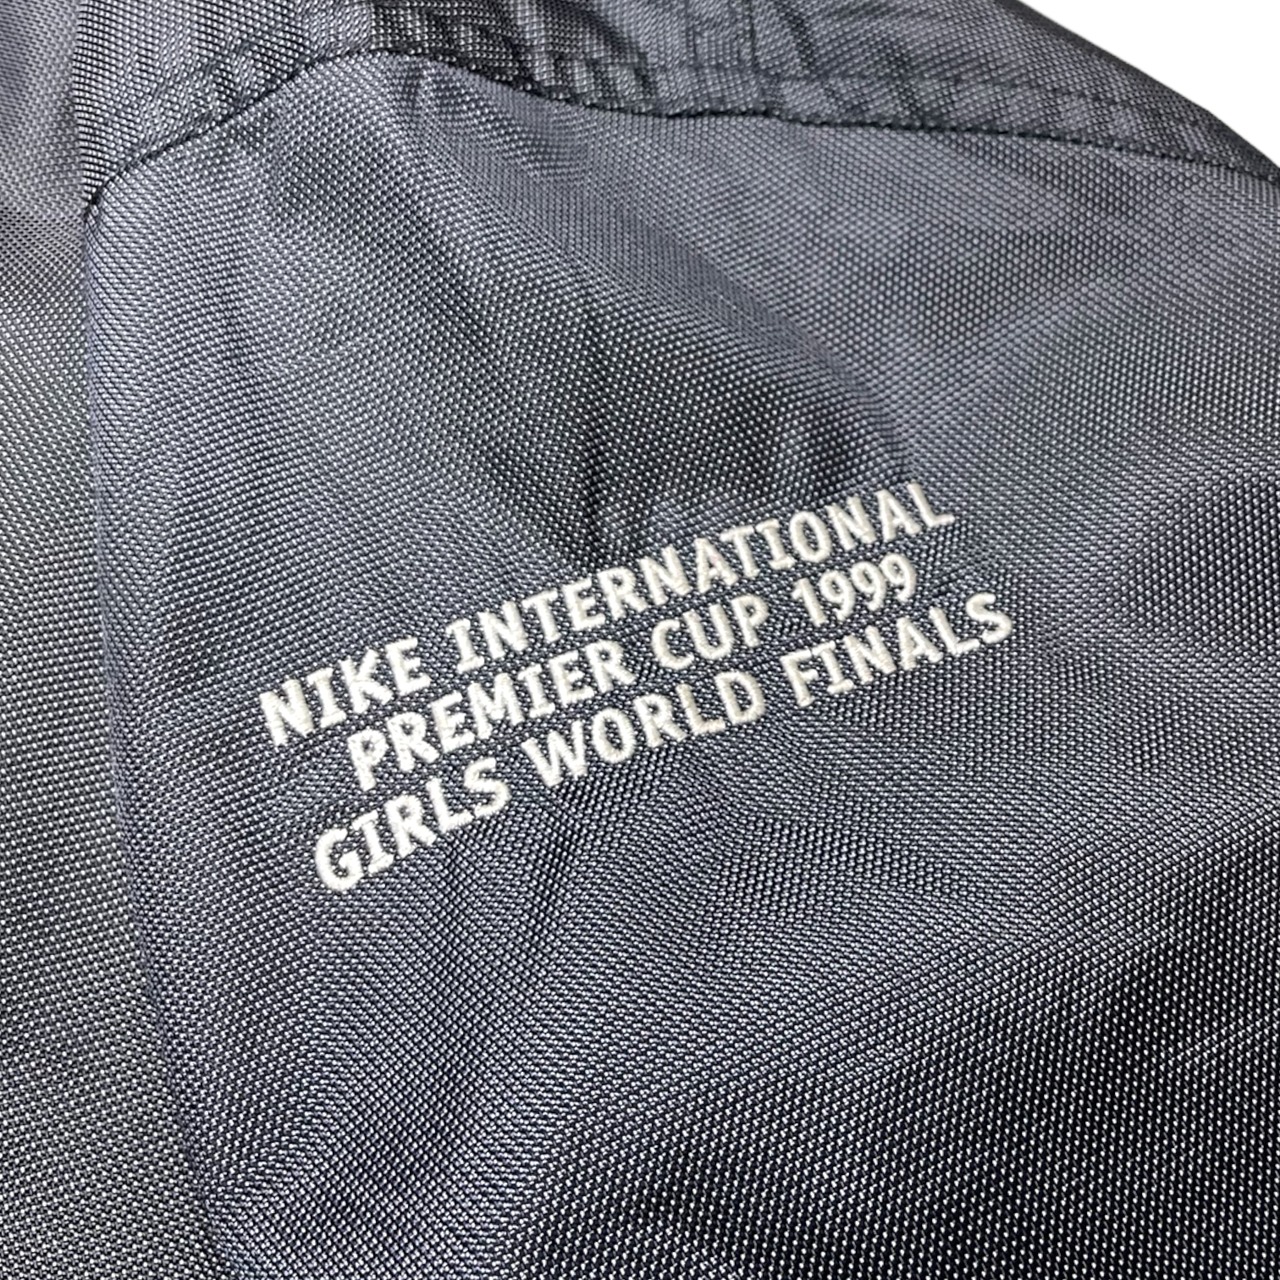 NIKE INTERNATIONAL
PREMIER CUP 1999
GIRLS WORLD FINALS